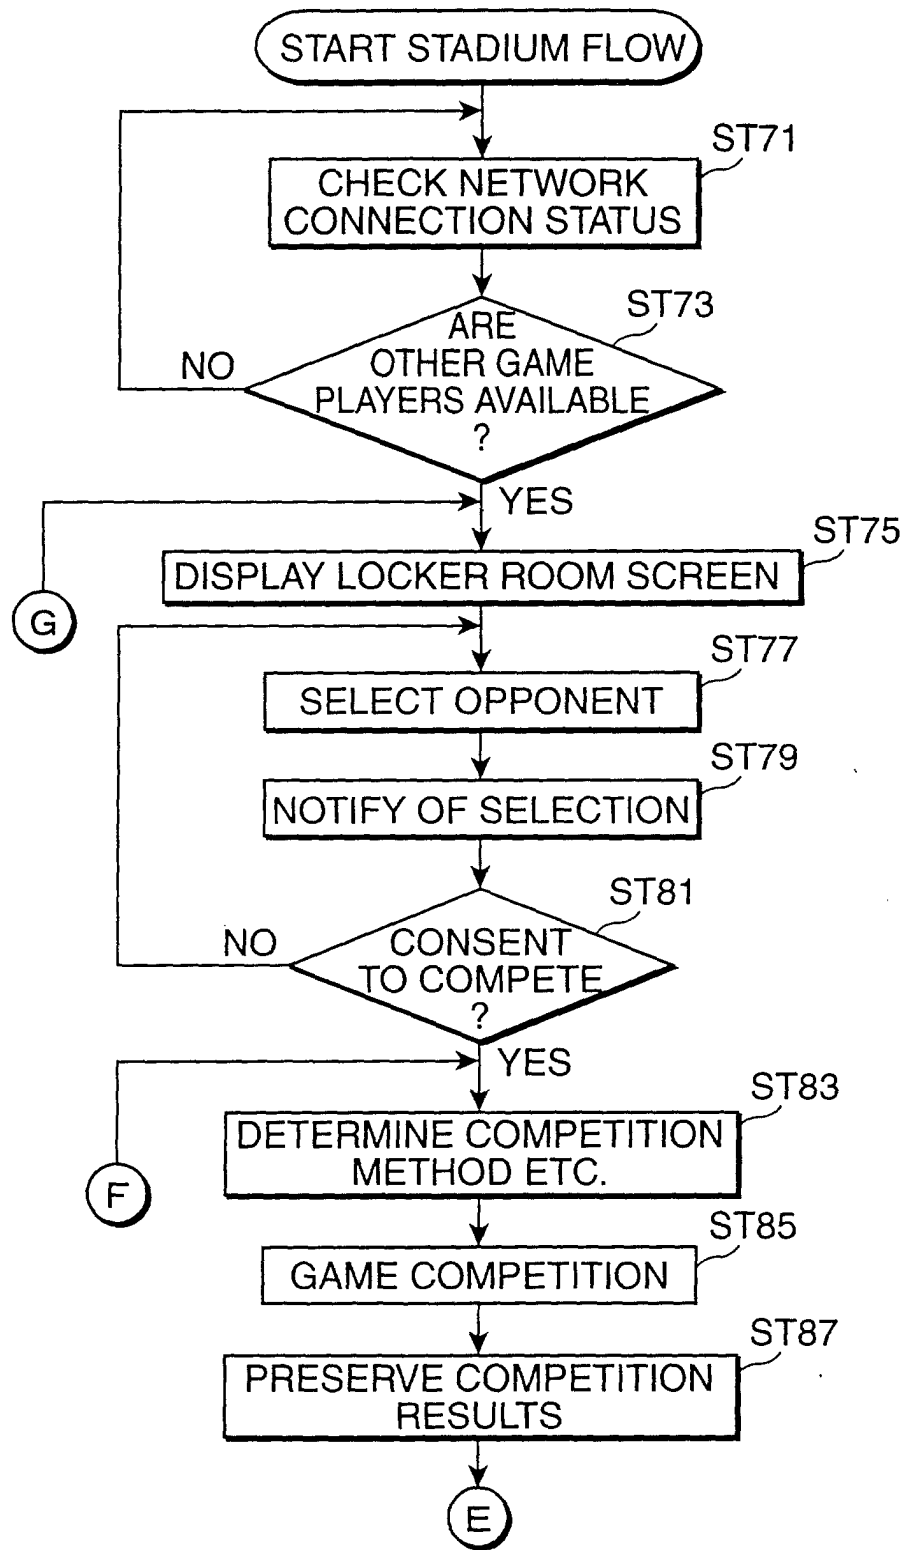 START STADIUM FLOW
ST71
CHECK NETWORK
CONNECTION STATUS
ST73
ARE
OTHER GAME
PLAYERS AVAILABLE
?
NO
YES
ST75
DISPLAY LOCKER ROOM SCREEN
G
ST77
SELECT OPPONENT
ST79
NOTIFY OF SELECTION
ST81
CONSENT
TO COMPETE
?
NO
YES
ST83
DETERMINE COMPETITION
METHOD ETC.
F
ST85
GAME COMPETITION
ST87
PRESERVE COMPETITION
RESULTS
E